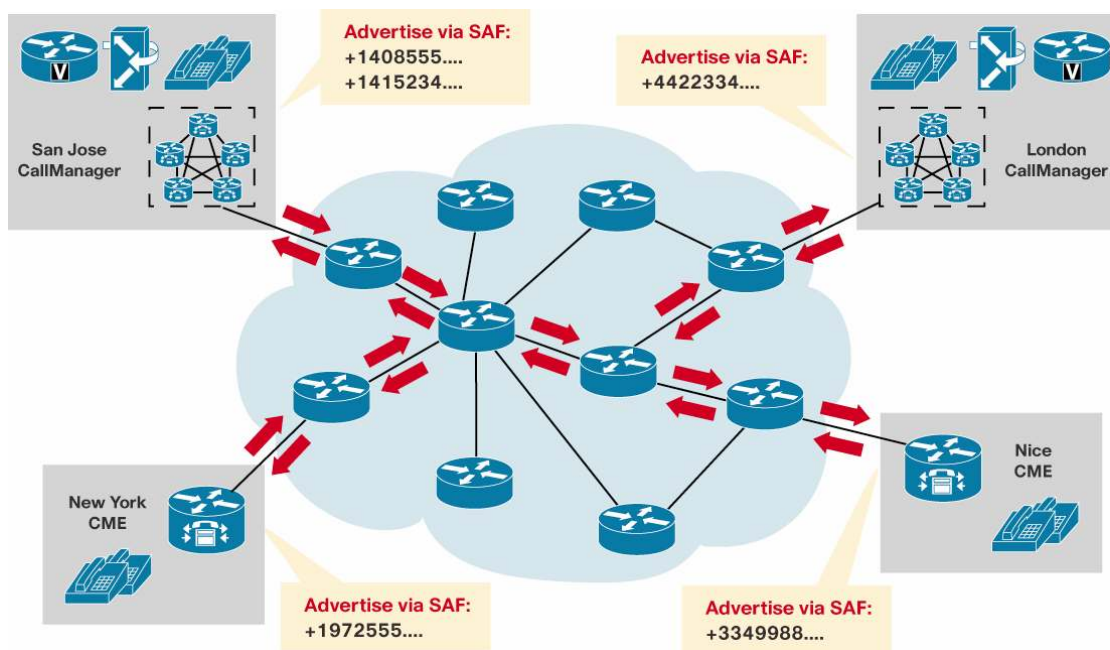 Advertise via SAF:
+1408555....
+1415234....
Advertise via SAF:
+4422334....
V
V
San Jose
CallManager
London
CallManager
New York
CME
Nice
CME
Advertise via SAF:
+1972555....
Advertise via SAF:
+3349988....